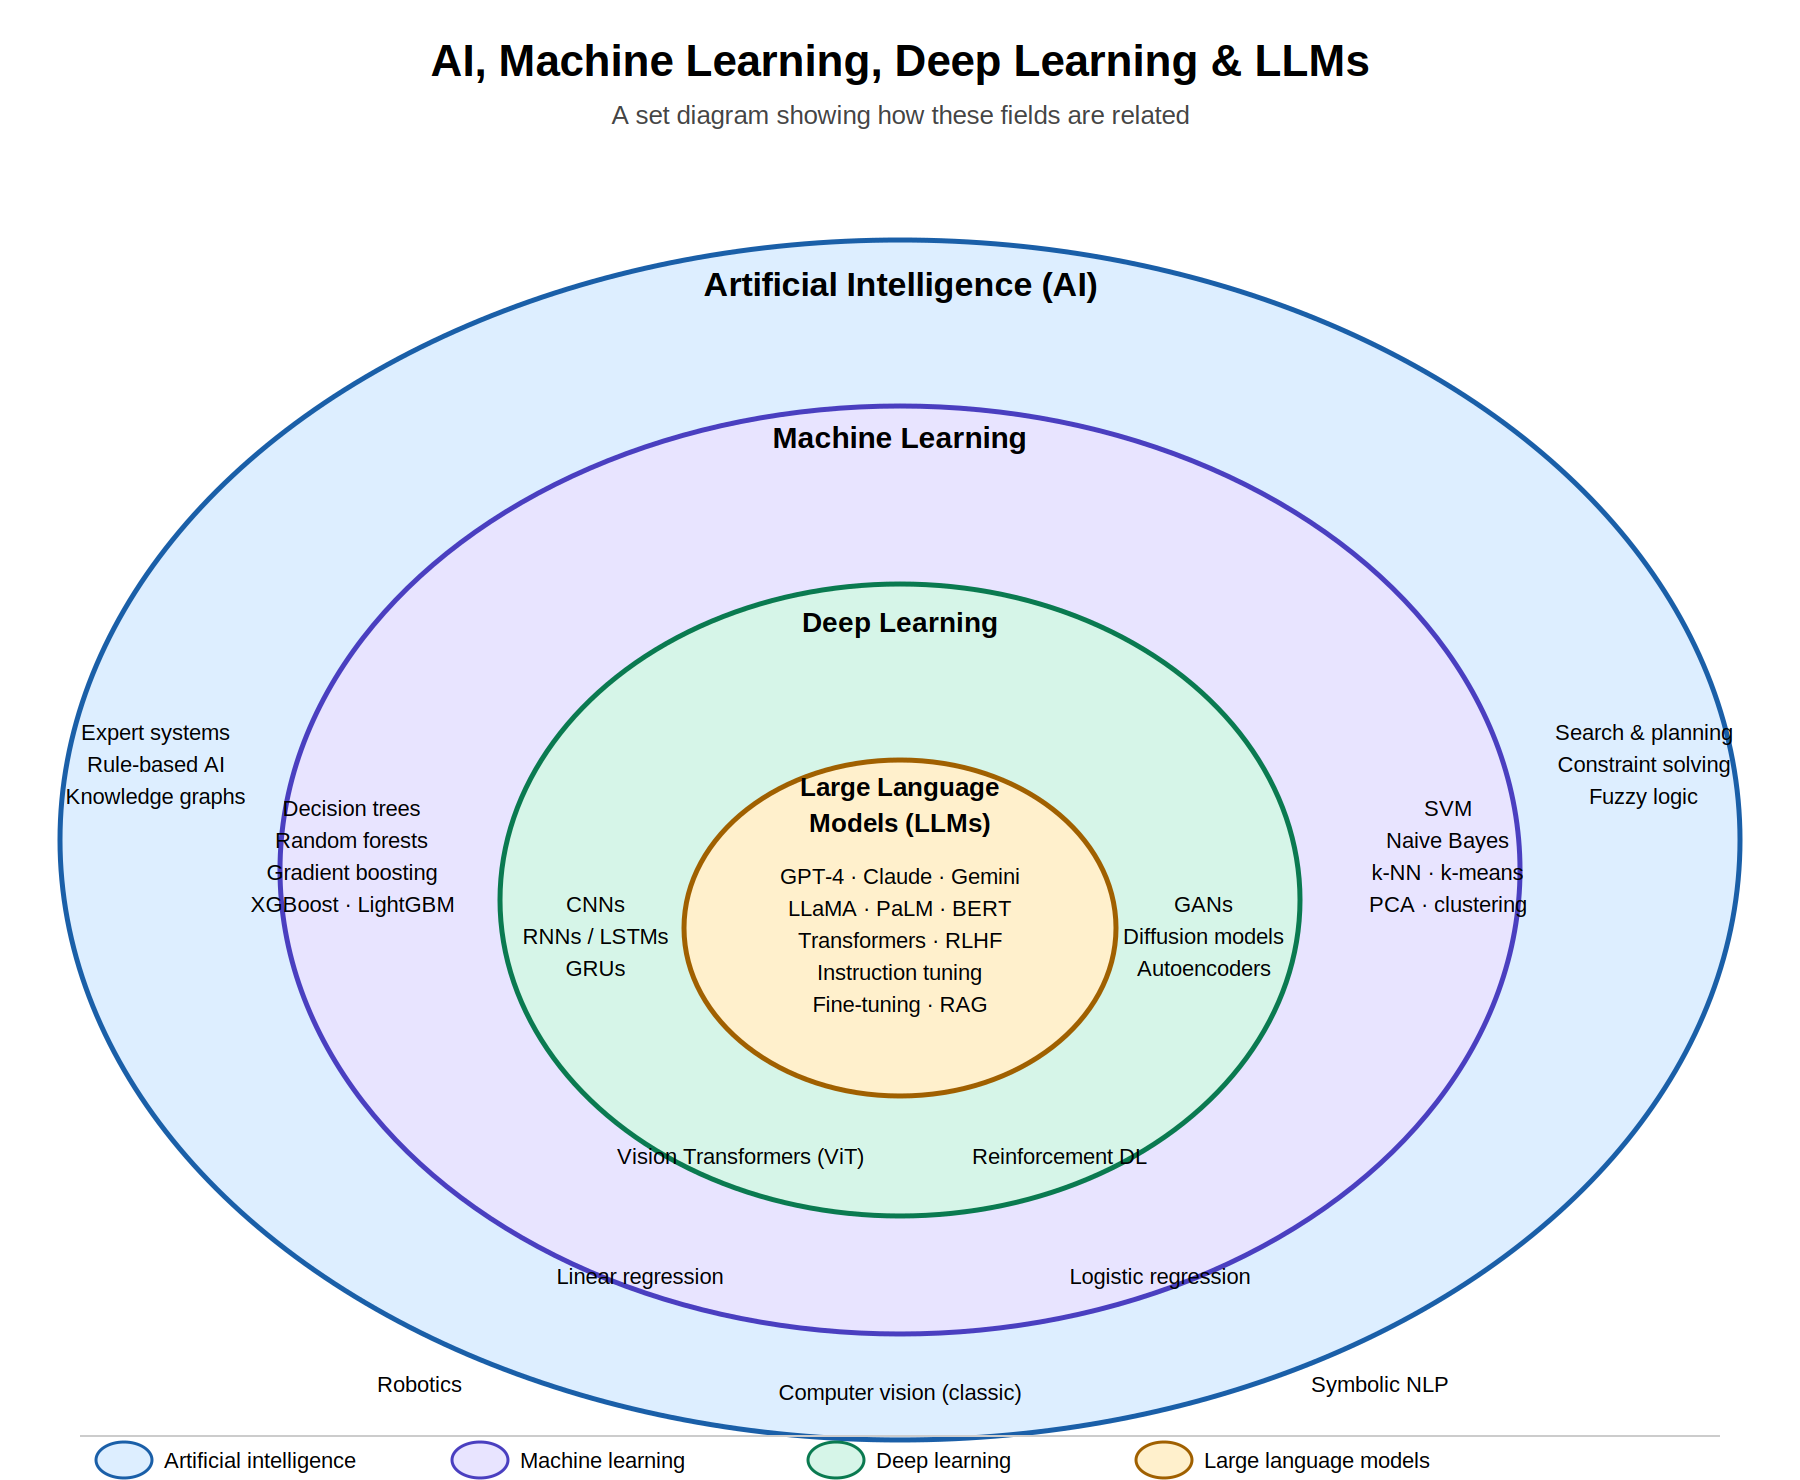 AI, Machine Learning, Deep Learning & LLMs
A set diagram showing how these fields are related
Artificial Intelligence (AI)
Machine Learning
Deep Learning
Large Language
Models (LLMs)
Expert systems
Rule-based AI
Knowledge graphs
Search & planning
Constraint solving
Fuzzy logic
Decision trees
Random forests
Gradient boosting
XGBoost · LightGBM
SVM
Naive Bayes
k-NN · k-means
PCA · clustering
CNNs
RNNs / LSTMs
GRUs
GPT-4 · Claude · Gemini
LLaMA · PaLM · BERT
Transformers · RLHF
Instruction tuning
Fine-tuning · RAG
GANs
Diffusion models
Autoencoders
Vision Transformers (ViT)
Reinforcement DL
Linear regression
Logistic regression
Robotics
Computer vision (classic)
Symbolic NLP
Artificial intelligence
Machine learning
Deep learning
Large language models